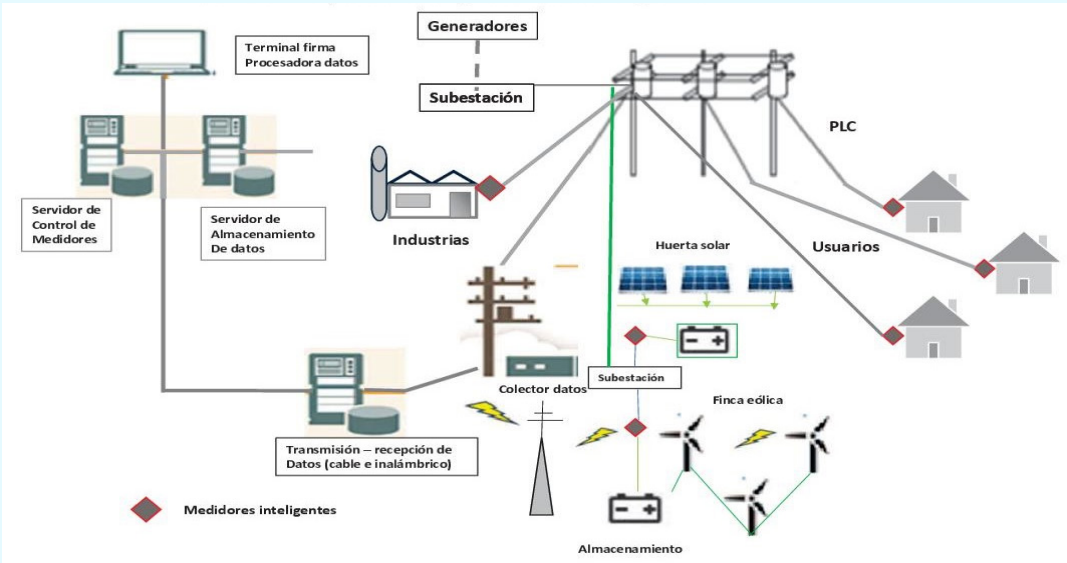 Generadores
Terminal firma
Procesadora datos
Subestación
PLC
Servidor de
Control de
Medidores
Servidor de
Almacenamiento
De datos
Industrias
Huerta solar
Usuarios
Subestación
Colector datos
Finca eólica
Transmisión – recepción de
Datos (cable e inalámbrico)
Medidores inteligentes
Almacenamiento